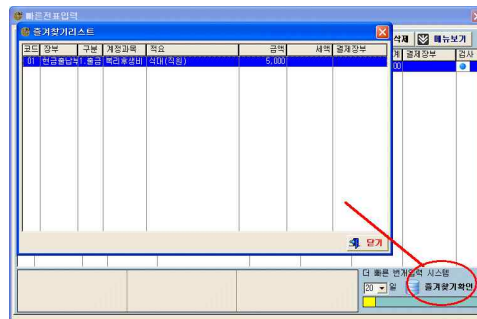 빠른전표입력
즐겨찾기리스트
삭제 메뉴보기
코드 장부 구분 계정과목 적요 금액 세액 결제장부
계 결제장부 검사
01 현금출납부 1.출금 복리후생비 식대(직원) 5,000
00
닫기
더 빠른 번개입력 시스템
20 일 즐겨찾기확인